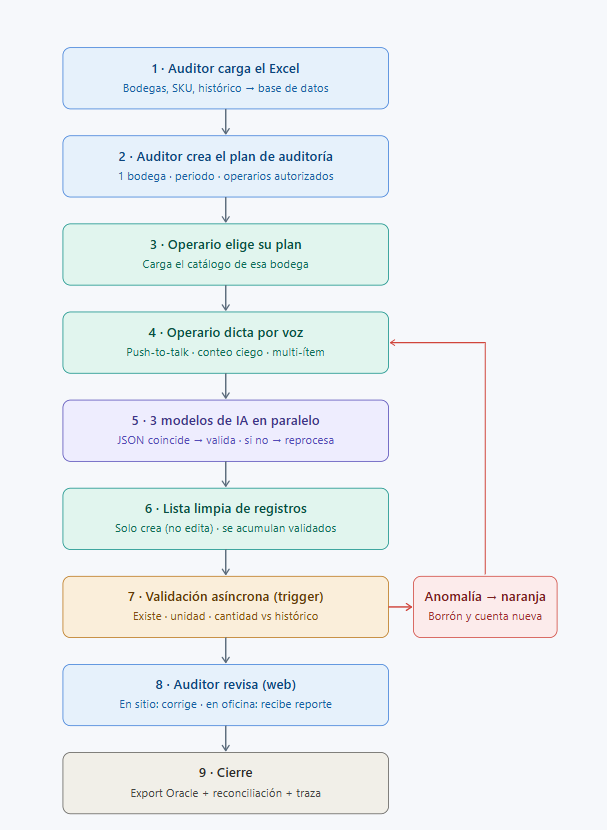 1 · Auditor carga el Excel
Bodegas, SKU, histórico → base de datos
2 · Auditor crea el plan de auditoría
1 bodega · periodo · operarios autorizados
3 · Operario elige su plan
Carga el catálogo de esa bodega
4 · Operario dicta por voz
Push-to-talk · conteo ciego · multi-ítem
5 · 3 modelos de IA en paralelo
JSON coincide → valida · si no → reprocesa
6 · Lista limpia de registros
Solo crea (no edita) · se acumulan validados
7 · Validación asíncrona (trigger)
Existe · unidad · cantidad vs histórico
Anomalía → naranja
Borrón y cuenta nueva
8 · Auditor revisa (web)
En sitio: corrige · en oficina: recibe reporte
9 · Cierre
Export Oracle + reconciliación + traza